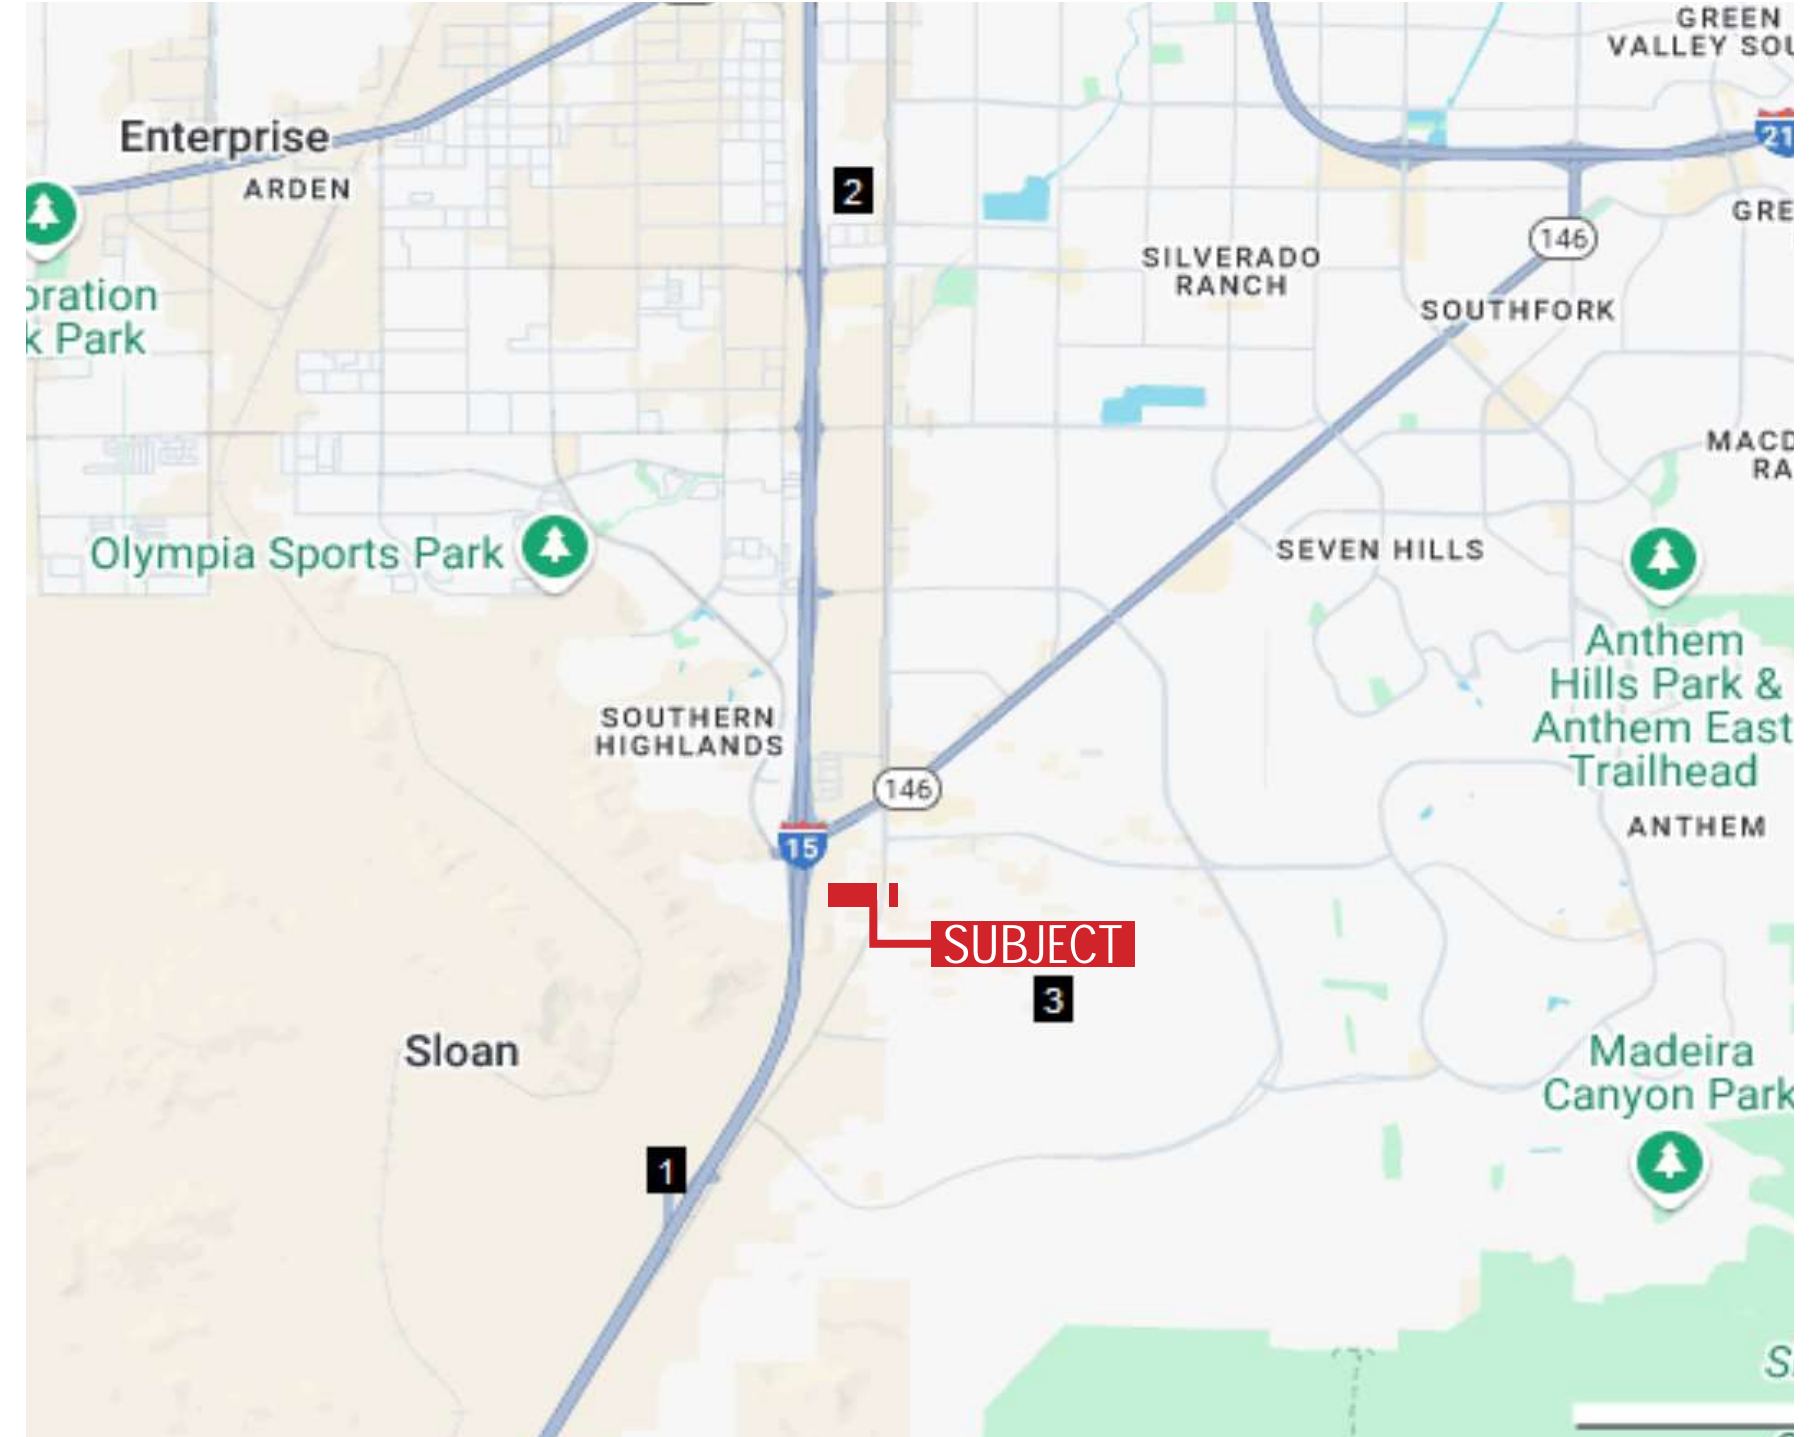 GREEN
VALLEY SOU
Enterprise
ARDEN
2
21
GRE
146
SILVERADO
RANCH
SOUTHFORK
oration
k Park
MACD
RA
Olympia Sports Park
SEVEN HILLS
Anthem
Hills Park &
Anthem East
Trailhead
SOUTHERN
HIGHLANDS
146
ANTHEM
15
SUBJECT
3
Sloan
Madeira
Canyon Park
1
S